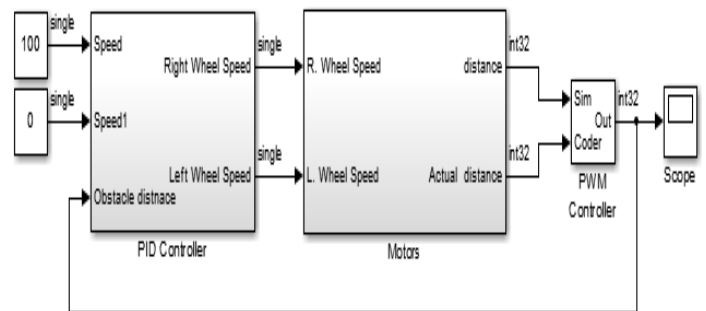 single
100
Speed
single
0
Speed1
Obstacle distnace
Right Wheel Speed
Left Wheel Speed
PID Controller
single
single
R. Wheel Speed
L. Wheel Speed
distance
Actual distance
Motors
int32
int32
Sim
Out
Coder
PWM
Controller
int32
Scope